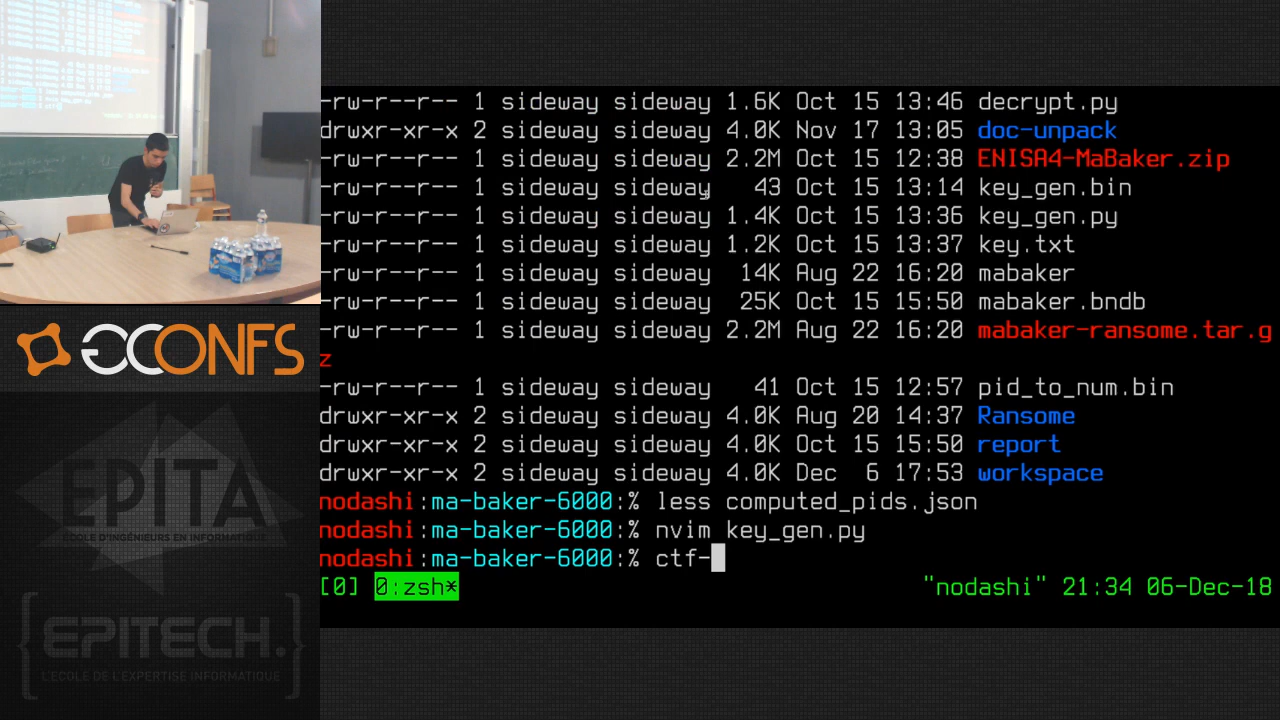 -rw-r--r-- 1 sideway sideway 1.6K Oct 15 13:46 decrypt.py
drwxr-xr-x 2 sideway sideway 4.0K Nov 17 13:05 doc-unpack
-rw-r--r-- 1 sideway sideway 2.2M Oct 15 12:38 ENISA4-MaBaker.zip
-rw-r--r-- 1 sideway sideway 43 Oct 15 13:14 key_gen.bin
-rw-r--r-- 1 sideway sideway 1.4K Oct 15 13:36 key_gen.py
-rw-r--r-- 1 sideway sideway 1.2K Oct 15 13:37 key.txt
-rw-r--r-- 1 sideway sideway 14K Aug 22 16:20 mabaker
-rw-r--r-- 1 sideway sideway 25K Oct 15 15:50 mabaker.bndb
-rw-r--r-- 1 sideway sideway 2.2M Aug 22 16:20 mabaker-ransome.tar.g
z
-rw-r--r-- 1 sideway sideway 41 Oct 15 12:57 pid_to_num.bin
drwxr-xr-x 2 sideway sideway 4.0K Aug 20 14:37 Ransome
drwxr-xr-x 2 sideway sideway 4.0K Oct 15 15:50 report
drwxr-xr-x 2 sideway sideway 4.0K Dec 6 17:53 workspace
nodashi:ma-baker-6000:% less computed_pids.json
nodashi:ma-baker-6000:% nvim key_gen.py
nodashi:ma-baker-6000:% ctf-
[0] 0:zsh* "nodashi" 21:34 06-Dec-18
GCONFS
EPITA
ÉCOLE D'INGÉNIEURS EN INFORMATIQUE
{EPITECH.}
L'ECOLE DE L'EXPERTISE INFORMATIQUE